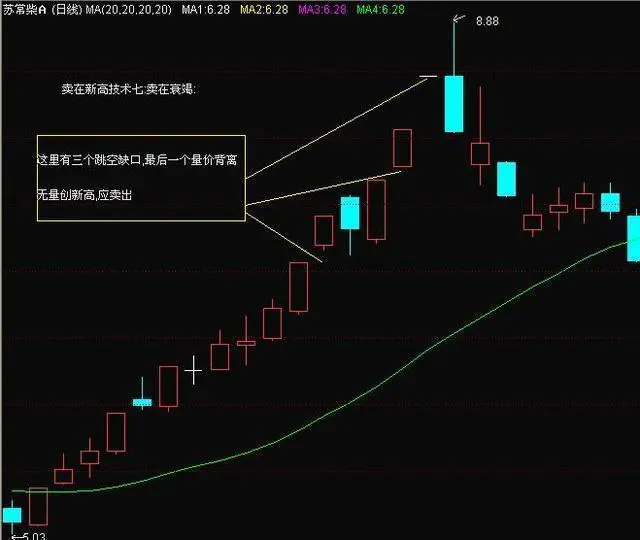 苏常柴A (日线) MA(20,20,20,20) MA1:6.28 MA2:6.28 MA3:6.28 MA4:6.28
8.88
卖在新高技术七:卖在衰竭:
这里有三个跳空缺口,最后一个量价背离
无量创新高,应卖出
5.03